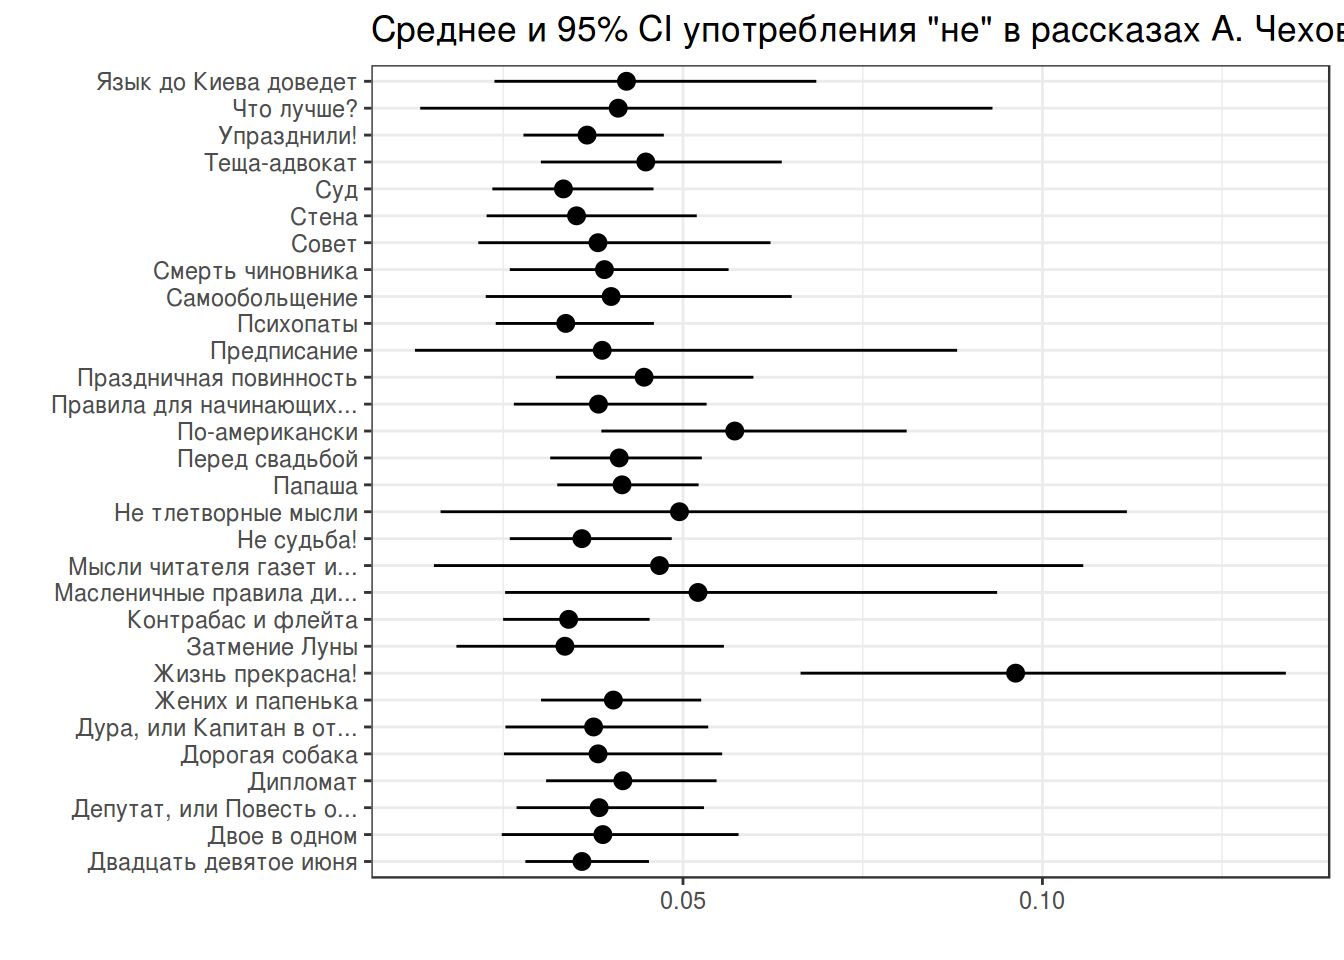 Среднее и 95% CI употребления "не" в рассказах А. Чехов
Язык до Киева доведет
Что лучше?
Упразднили!
Теща-адвокат
Суд
Стена
Совет
Смерть чиновника
Самообольщение
Психопаты
Предписание
Праздничная повинность
Правила для начинающих...
По-американски
Перед свадьбой
Папаша
Не тлетворные мысли
Не судьба!
Мысли читателя газет и...
Масленичные правила ди...
Контрабас и флейта
Затмение Луны
Жизнь прекрасна!
Жених и папенька
Дура, или Капитан в от...
Дорогая собака
Дипломат
Депутат, или Повесть о...
Двое в одном
Двадцать девятое июня
0.05 0.10